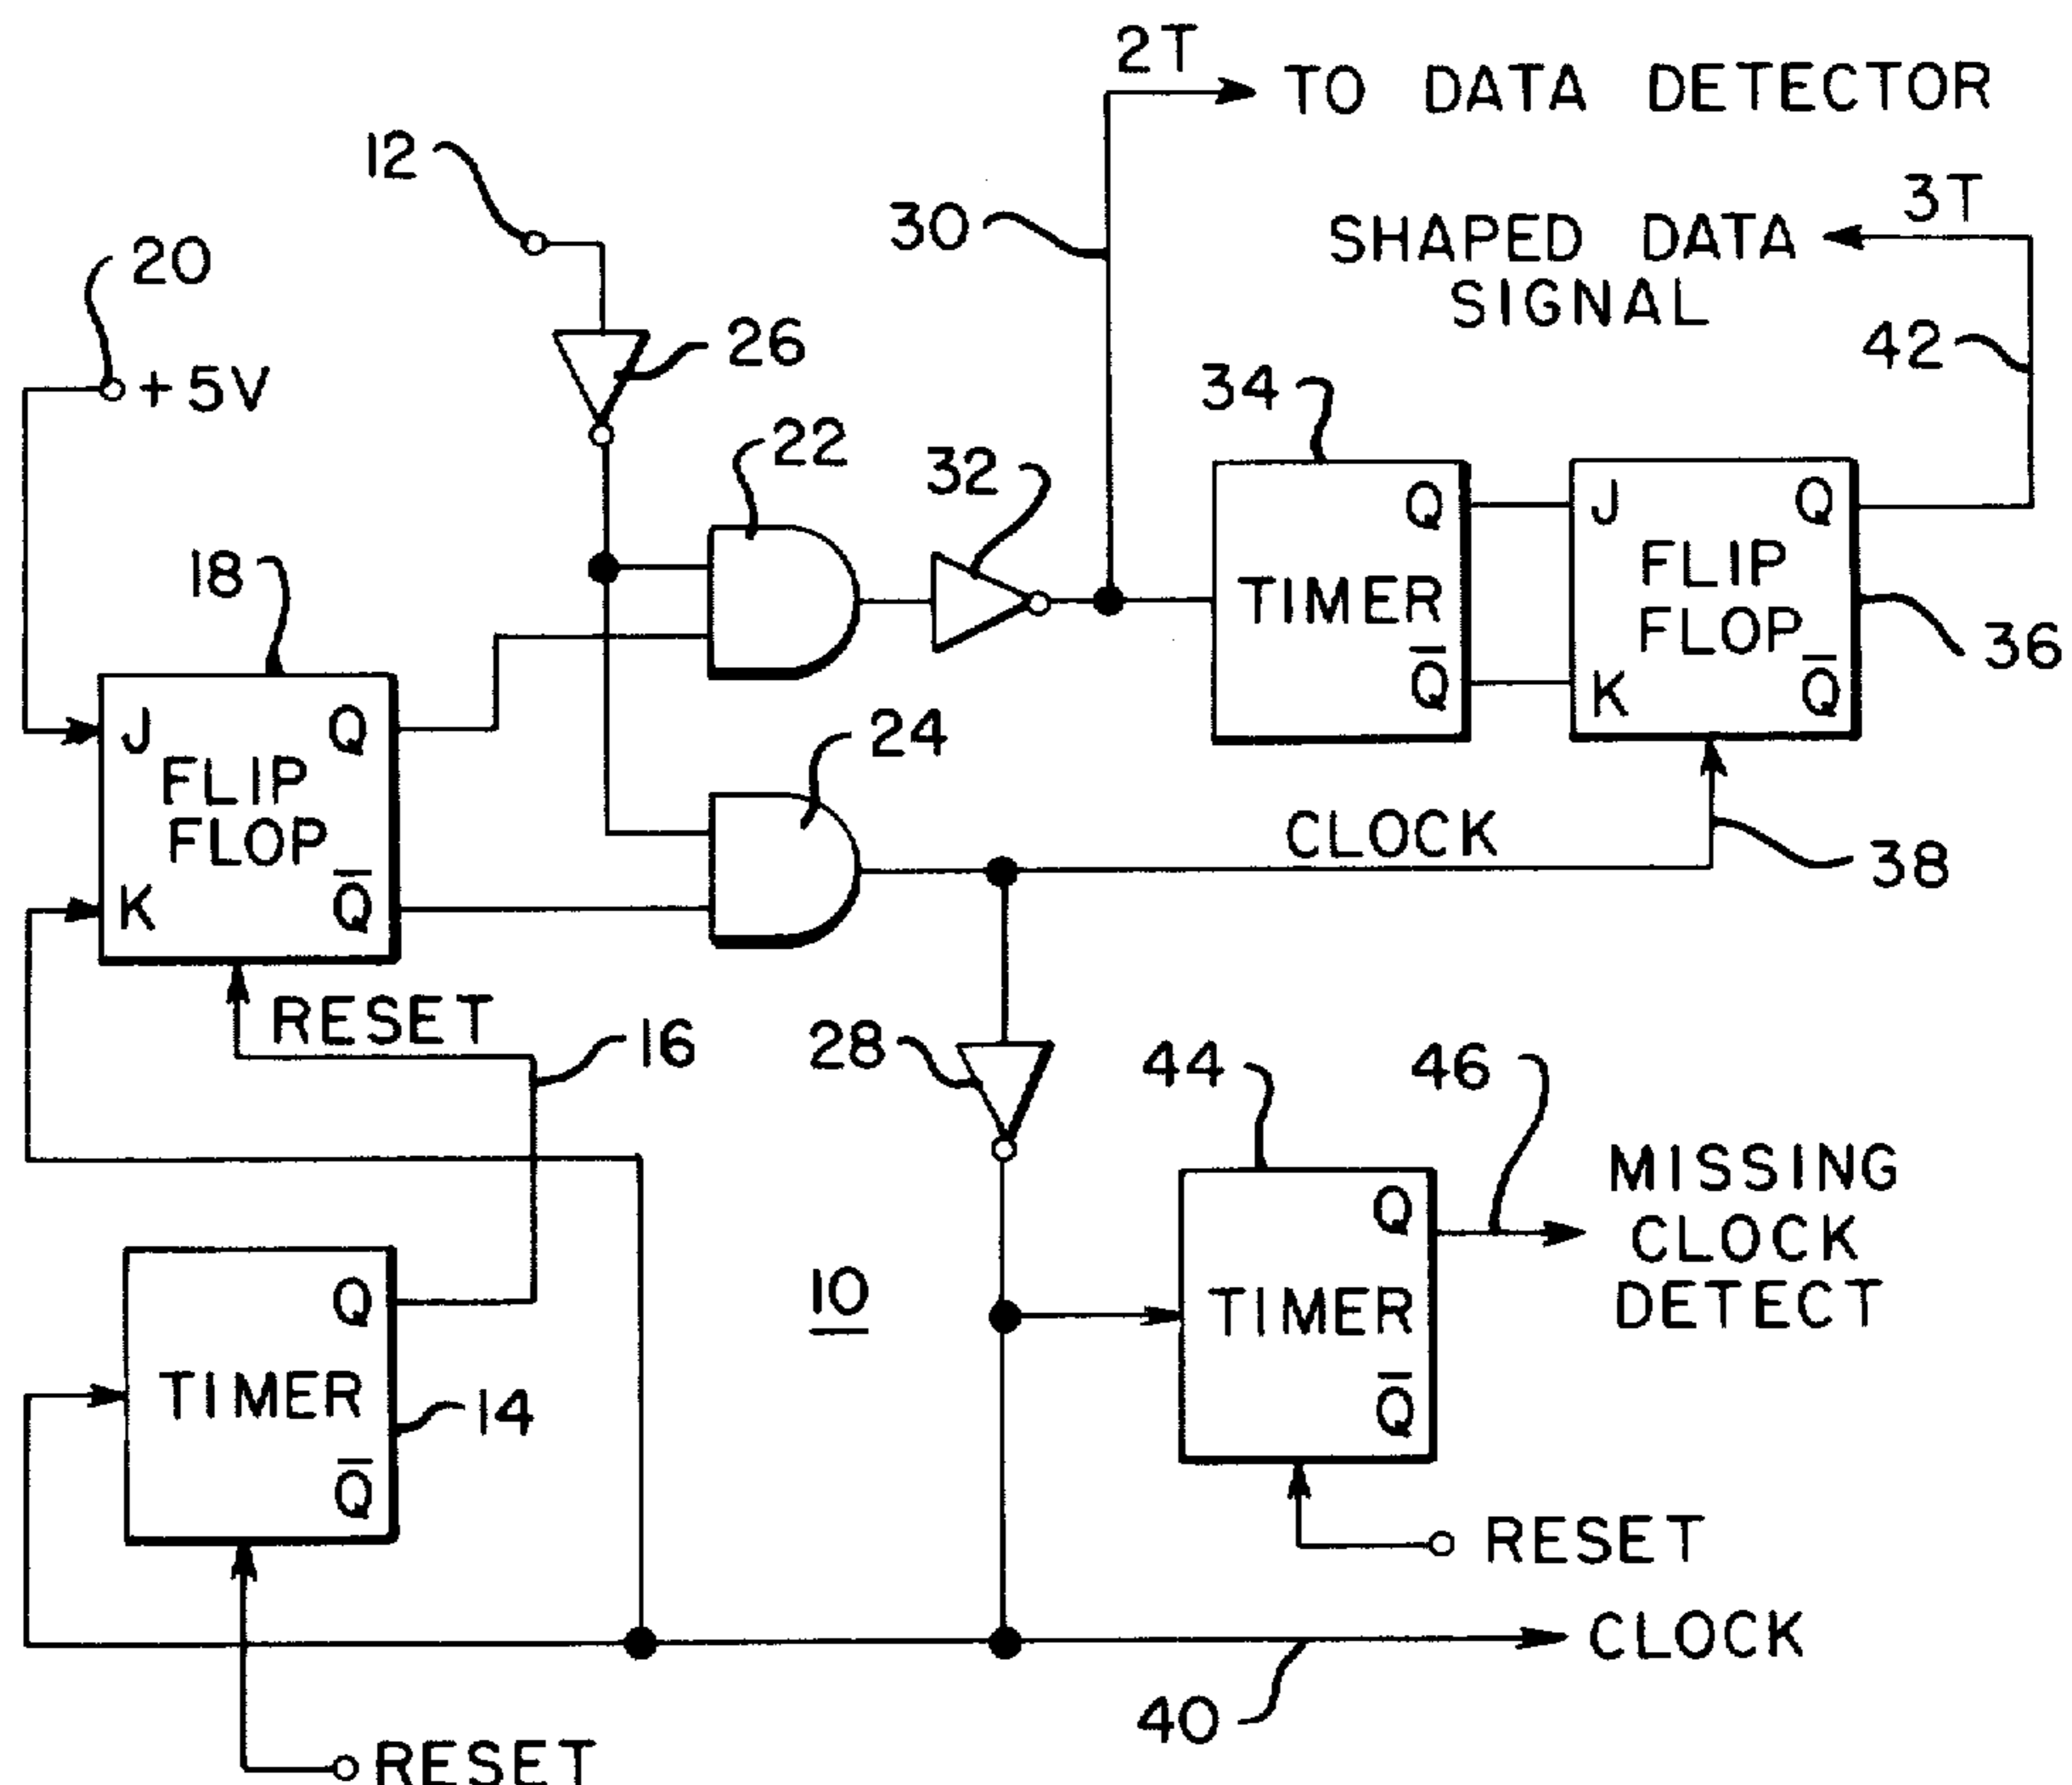 2T
TO DATA DETECTOR
12
30
3T
SHAPED DATA
SIGNAL
20
+5V
26
42
34
22
32
18
J
Q
FLIP
FLOP
K
Q̅
TIMER
Q
Q̅
J
Q
FLIP
FLOP
K
Q̅
36
24
CLOCK
38
RESET
16
28
44
46
MISSING
CLOCK
DETECT
Q
TIMER
Q̅
10
Q
TIMER
Q̅
14
RESET
CLOCK
40
RESET